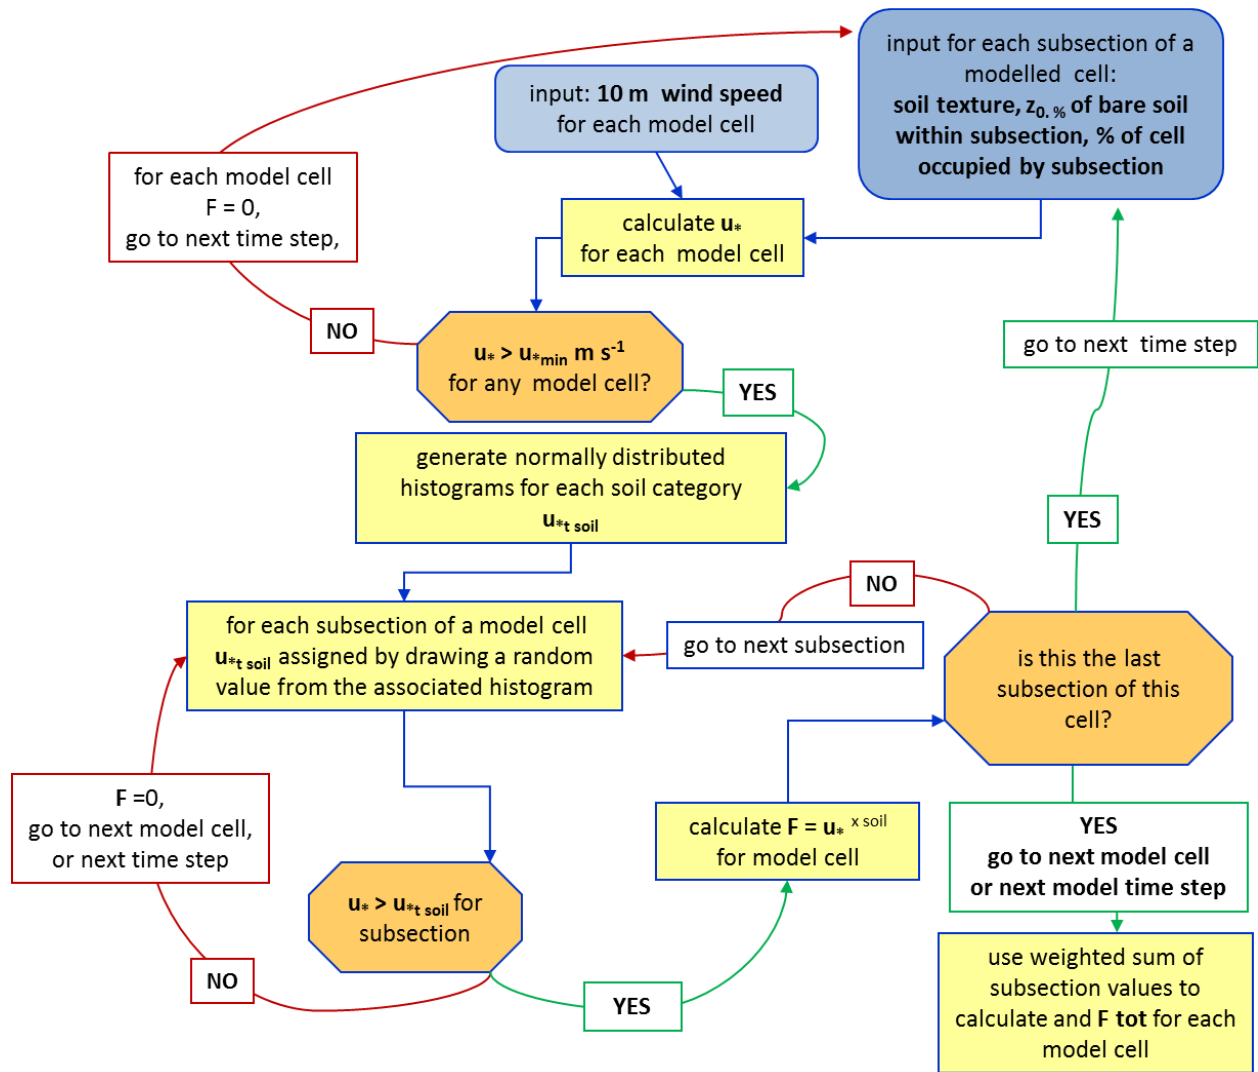 input for each subsection of a
modelled cell:
soil texture, z0. % of bare soil
within subsection, % of cell
occupied by subsection
input: 10 m wind speed
for each model cell
for each model cell
F = 0,
go to next time step,
calculate u*
for each model cell
NO
u* > u*min m s-1
for any model cell?
YES
go to next time step
generate normally distributed
histograms for each soil category
u*t soil
YES
NO
go to next subsection
for each subsection of a model cell
u*t soil assigned by drawing a random
value from the associated histogram
is this the last
subsection of this
cell?
F =0,
go to next model cell,
or next time step
calculate F = u* x soil
for model cell
YES
go to next model cell
or next model time step
u* > u*t soil for
subsection
NO
YES
use weighted sum of
subsection values to
calculate and F tot for each
model cell